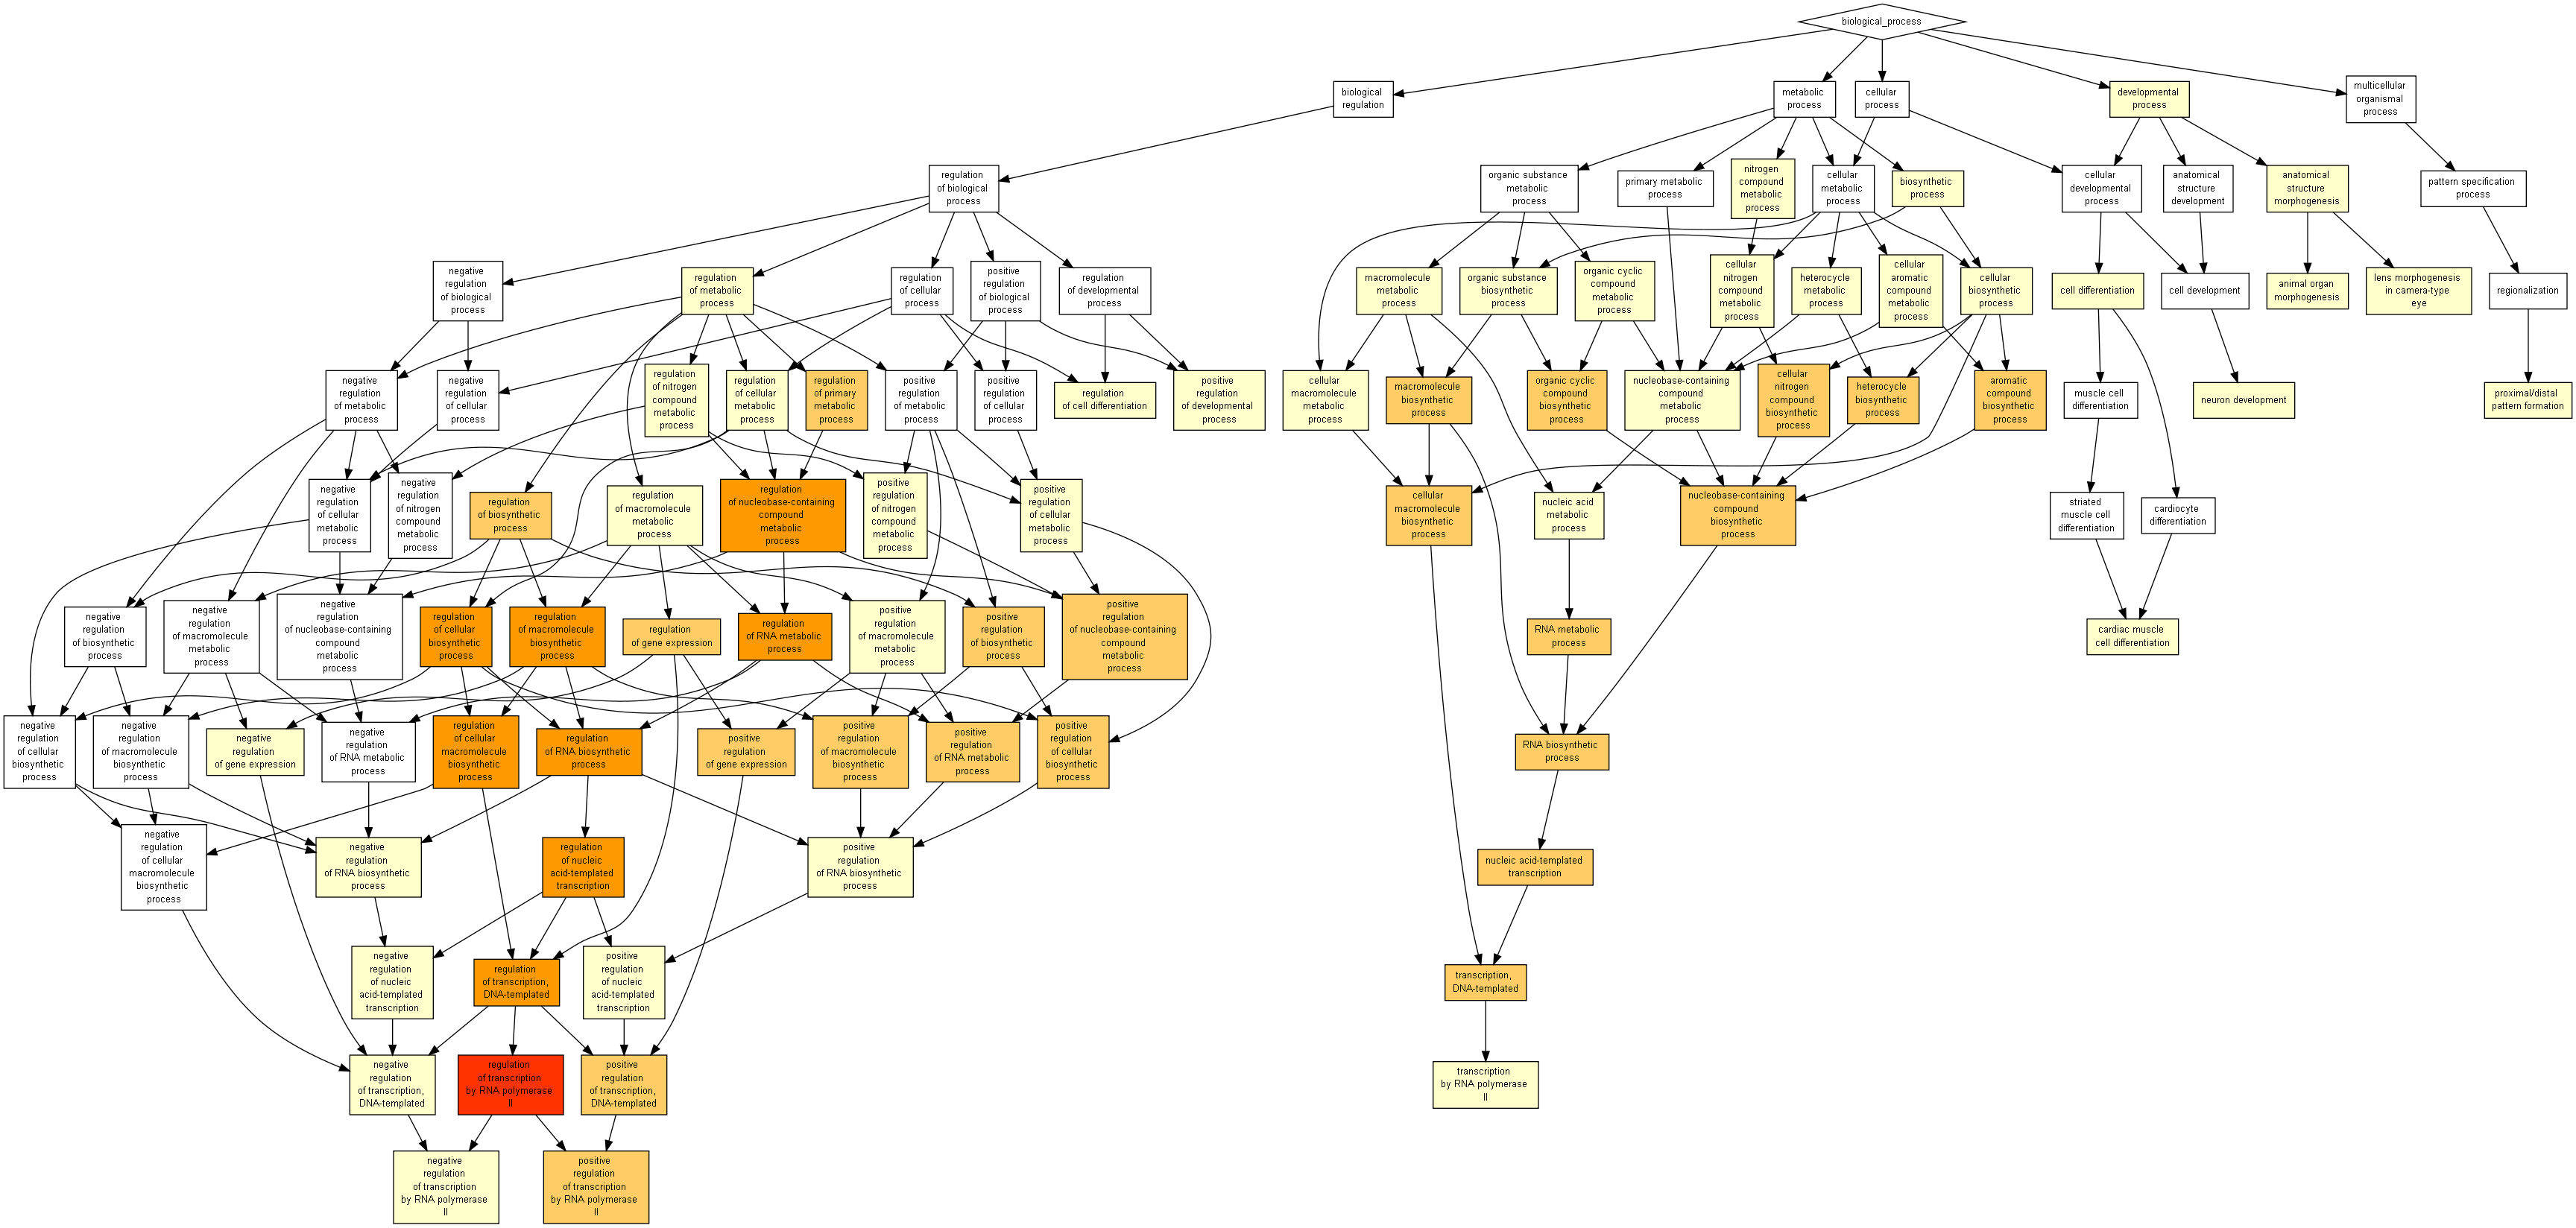 biological_process
biological
regulation
metabolic
process
cellular
process
developmental
process
multicellular
organismal
process
regulation
of biological
process
organic substance
metabolic
process
primary metabolic
process
nitrogen
compound
metabolic
process
cellular
metabolic
process
biosynthetic
process
cellular
developmental
process
anatomical
structure
development
anatomical
structure
morphogenesis
pattern specification
process
negative
regulation
of biological
process
regulation
of metabolic
process
regulation
of cellular
process
positive
regulation
of biological
process
regulation
of developmental
process
macromolecule
metabolic
process
organic substance
biosynthetic
process
organic cyclic
compound
metabolic
process
cellular
nitrogen
compound
metabolic
process
heterocycle
metabolic
process
cellular
aromatic
compound
metabolic
process
cellular
biosynthetic
process
cell differentiation
cell development
animal organ
morphogenesis
lens morphogenesis
in camera-type
eye
regionalization
negative
regulation
of metabolic
process
negative
regulation
of cellular
process
regulation
of nitrogen
compound
metabolic
process
regulation
of cellular
metabolic
process
regulation
of primary
metabolic
process
positive
regulation
of metabolic
process
positive
regulation
of cellular
process
regulation
of cell differentiation
positive
regulation
of developmental
process
cellular
macromolecule
metabolic
process
macromolecule
biosynthetic
process
organic cyclic
compound
biosynthetic
process
nucleobase-containing
compound
metabolic
process
cellular
nitrogen
compound
biosynthetic
process
heterocycle
biosynthetic
process
aromatic
compound
biosynthetic
process
muscle cell
differentiation
neuron development
proximal/distal
pattern formation
negative
regulation
of cellular
metabolic
process
negative
regulation
of nitrogen
compound
metabolic
process
regulation
of biosynthetic
process
regulation
of macromolecule
metabolic
process
regulation
of nucleobase-containing
compound
metabolic
process
positive
regulation
of nitrogen
compound
metabolic
process
positive
regulation
of cellular
metabolic
process
cellular
macromolecule
biosynthetic
process
nucleic acid
metabolic
process
nucleobase-containing
compound
biosynthetic
process
striated
muscle cell
differentiation
cardiocyte
differentiation
negative
regulation
of biosynthetic
process
negative
regulation
of macromolecule
metabolic
process
negative
regulation
of nucleobase-containing
compound
metabolic
process
regulation
of cellular
biosynthetic
process
regulation
of macromolecule
biosynthetic
process
regulation
of gene expression
regulation
of RNA metabolic
process
positive
regulation
of macromolecule
metabolic
process
positive
regulation
of biosynthetic
process
positive
regulation
of nucleobase-containing
compound
metabolic
process
RNA metabolic
process
cardiac muscle
cell differentiation
negative
regulation
of cellular
biosynthetic
process
negative
regulation
of macromolecule
biosynthetic
process
negative
regulation
of gene expression
negative
regulation
of RNA metabolic
process
regulation
of cellular
macromolecule
biosynthetic
process
regulation
of RNA biosynthetic
process
positive
regulation
of gene expression
positive
regulation
of macromolecule
biosynthetic
process
positive
regulation
of RNA metabolic
process
positive
regulation
of cellular
biosynthetic
process
RNA biosynthetic
process
negative
regulation
of cellular
macromolecule
biosynthetic
process
negative
regulation
of RNA biosynthetic
process
regulation
of nucleic
acid-templated
transcription
positive
regulation
of RNA biosynthetic
process
nucleic acid-templated
transcription
negative
regulation
of nucleic
acid-templated
transcription
regulation
of transcription,
DNA-templated
positive
regulation
of nucleic
acid-templated
transcription
transcription,
DNA-templated
negative
regulation
of transcription,
DNA-templated
regulation
of transcription
by RNA polymerase
II
positive
regulation
of transcription,
DNA-templated
transcription
by RNA polymerase
II
negative
regulation
of transcription
by RNA polymerase
II
positive
regulation
of transcription
by RNA polymerase
II